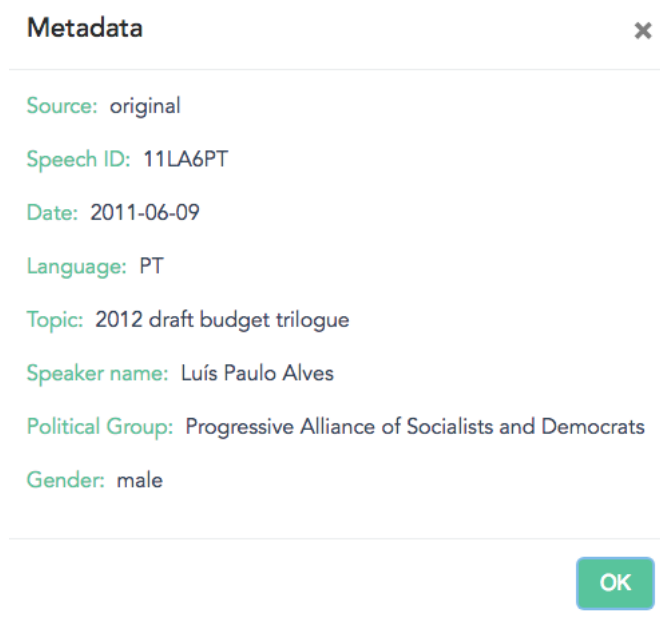 Metadata ×
Source: original
Speech ID: 11LA6PT
Date: 2011-06-09
Language: PT
Topic: 2012 draft budget trilogue
Speaker name: Luís Paulo Alves
Political Group: Progressive Alliance of Socialists and Democrats
Gender: male
OK